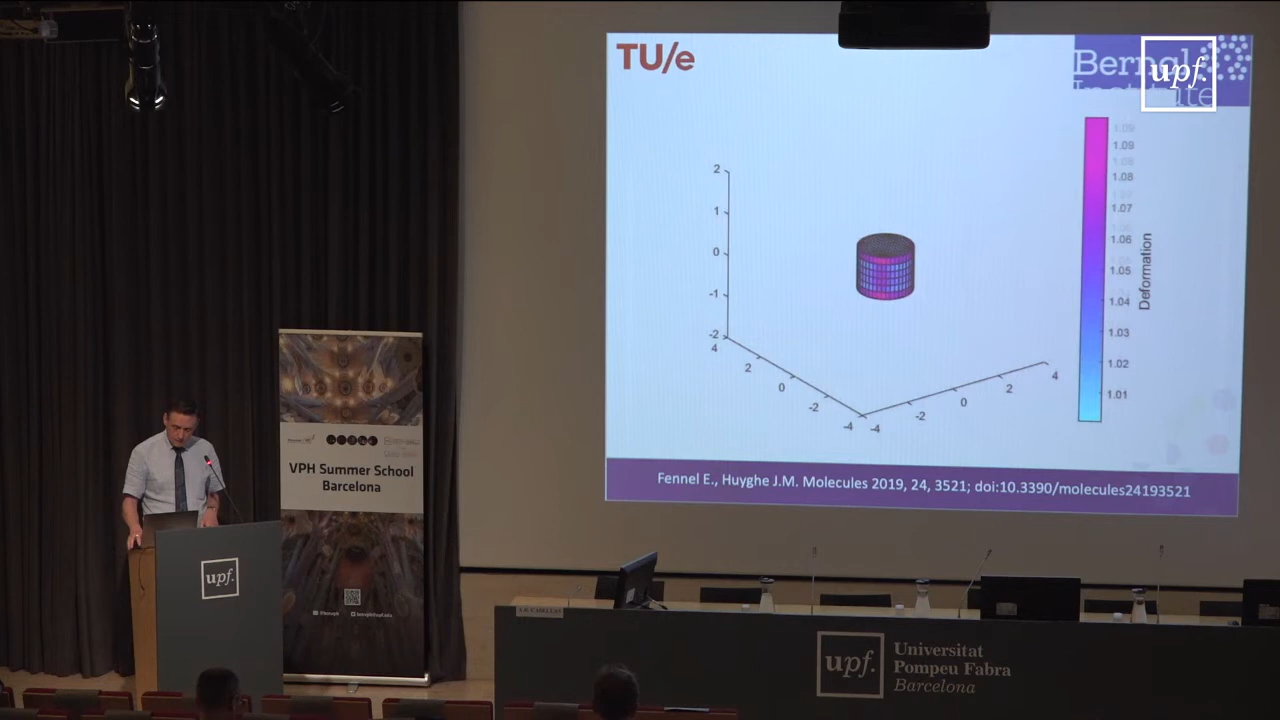 TU/e
Bernal
Institute
upf.
2
1
0
-1
-2
4
2
0
-2
-4
-4
-2
0
2
4
1.09
1.08
1.07
1.06
1.05
1.04
1.03
1.02
1.01
Deformation
Fennel E., Huyghe J.M. Molecules 2019, 24, 3521; doi:10.3390/molecules24193521
VPH Summer School
Barcelona
upf.
upf.
Universitat
Pompeu Fabra
Barcelona